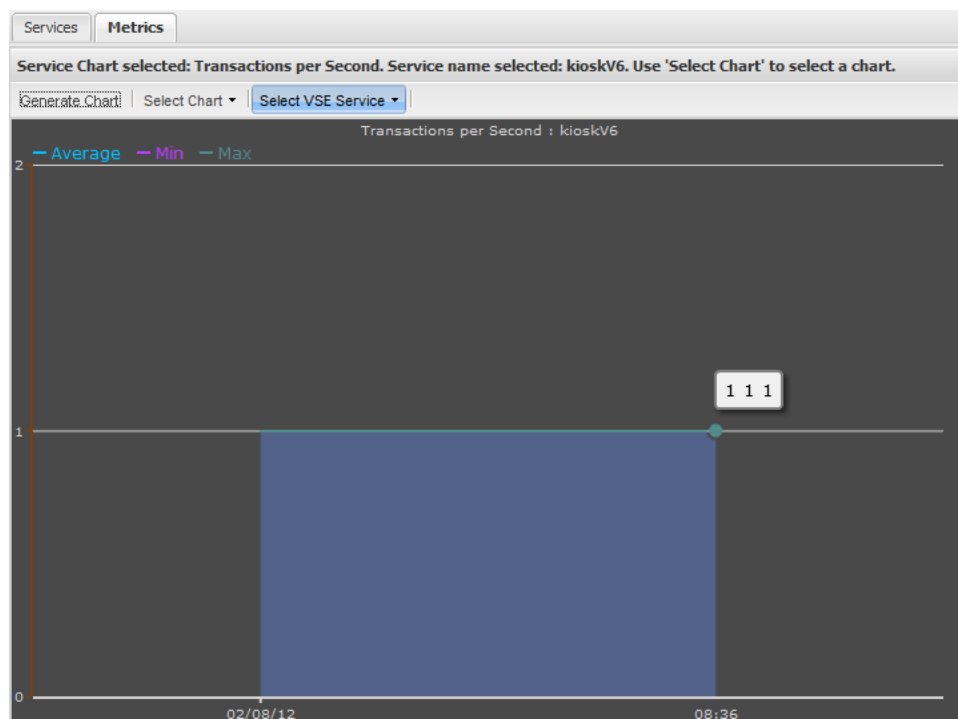 Services Metrics
Service Chart selected: Transactions per Second. Service name selected: kioskV6. Use 'Select Chart' to select a chart.
Generate Chart Select Chart Select VSE Service
Transactions per Second : kioskV6
Average Min Max
2
1 1 1
1
0
02/08/12 08:36